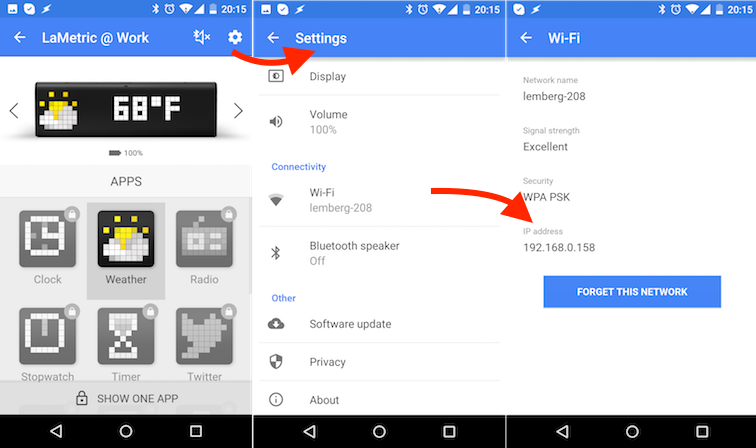 20:15
LaMetric @ Work
68°F
100%
APPS
Clock
Weather
Radio
Stopwatch
Timer
Twitter
SHOW ONE APP
20:15
Settings
Display
Volume
100%
Connectivity
Wi-Fi
lemberg-208
Bluetooth speaker
Off
Other
Software update
Privacy
About
20:15
Wi-Fi
Network name
lemberg-208
Signal strength
Excellent
Security
WPA PSK
IP address
192.168.0.158
FORGET THIS NETWORK